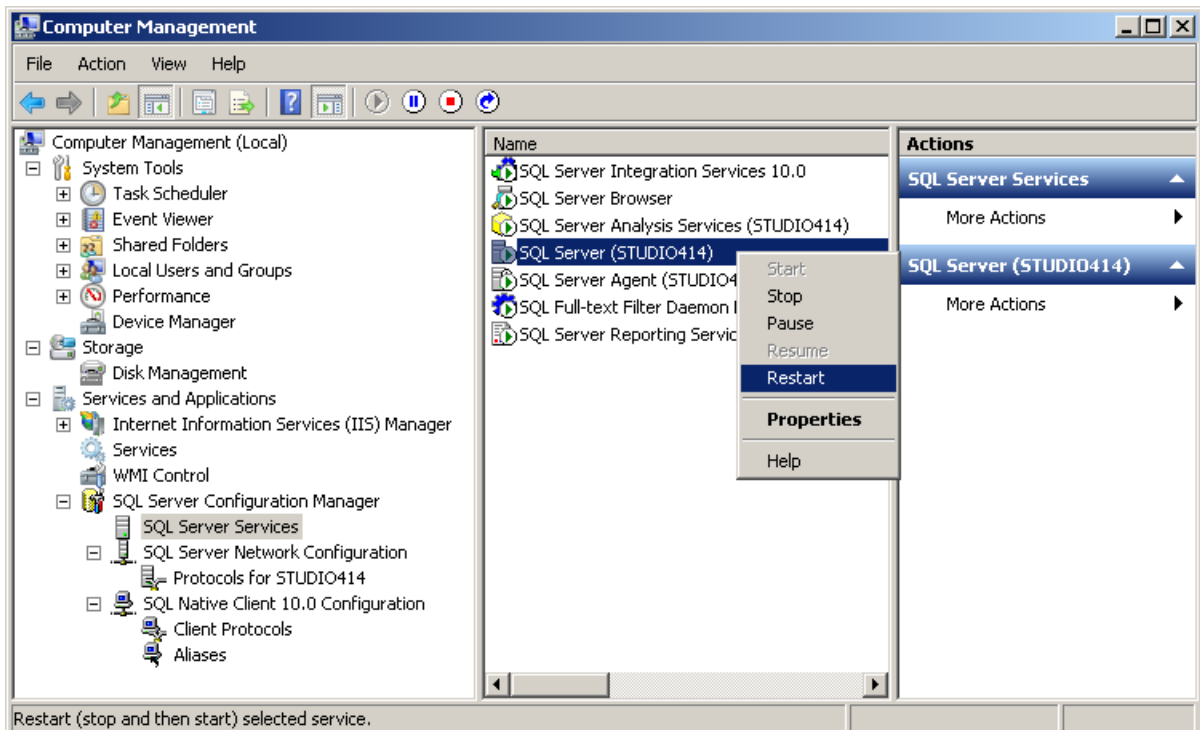 Computer Management
File Action View Help
Computer Management (Local)
System Tools
Task Scheduler
Event Viewer
Shared Folders
Local Users and Groups
Performance
Device Manager
Storage
Disk Management
Services and Applications
Internet Information Services (IIS) Manager
Services
WMI Control
SQL Server Configuration Manager
SQL Server Services
SQL Server Network Configuration
Protocols for STUDIO414
SQL Native Client 10.0 Configuration
Client Protocols
Aliases
Name
SQL Server Integration Services 10.0
SQL Server Browser
SQL Server Analysis Services (STUDIO414)
SQL Server (STUDIO414)
SQL Server Agent (STUDIO4
SQL Full-text Filter Daemon
SQL Server Reporting Servic
Start
Stop
Pause
Resume
Restart
Properties
Help
Actions
SQL Server Services
More Actions
SQL Server (STUDIO414)
More Actions
Restart (stop and then start) selected service.